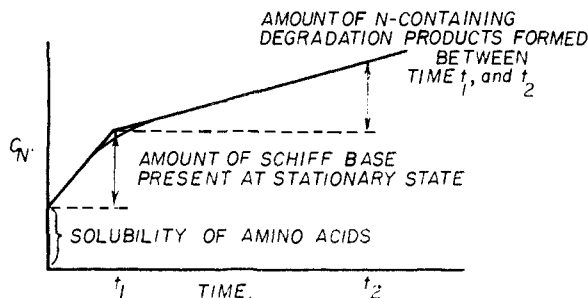 AMOUNT OF N-CONTAINING
DEGRADATION PRODUCTS FORMED
BETWEEN
TIME t1, and t2
CN.
AMOUNT OF SCHIFF BASE
PRESENT AT STATIONARY STATE
SOLUBILITY OF AMINO ACIDS
t1
TIME.
t2